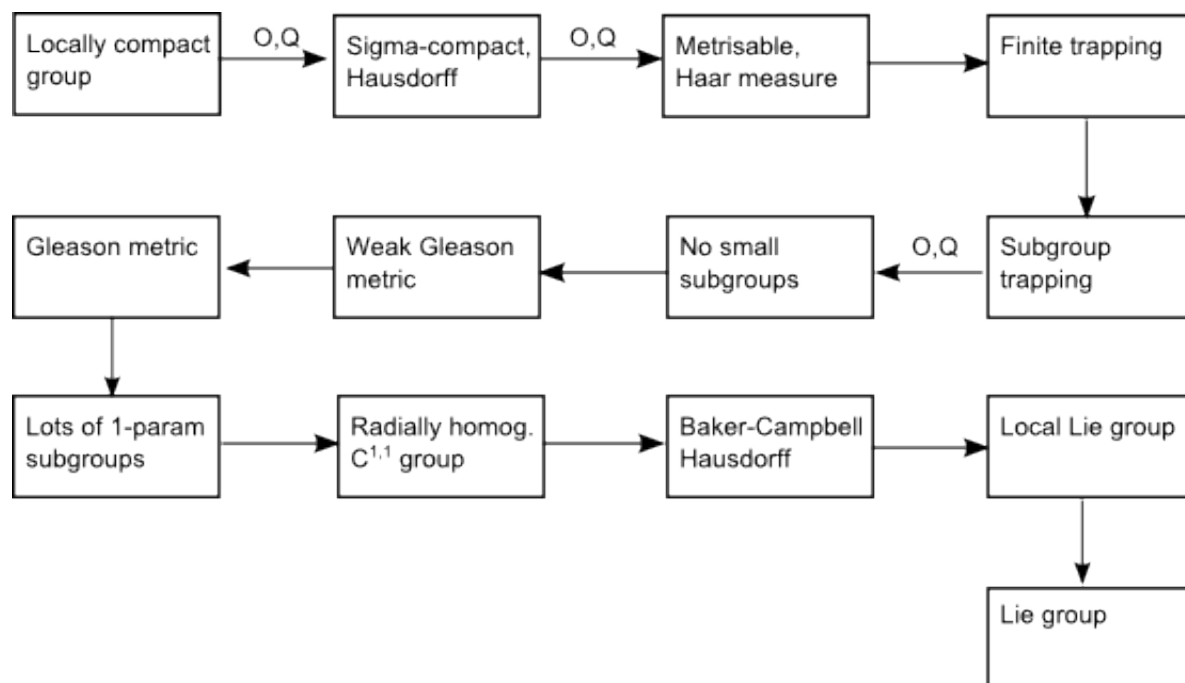 Locally compact
group
O,Q
Sigma-compact,
Hausdorff
O,Q
Metrisable,
Haar measure
Finite trapping
Gleason metric
Weak Gleason
metric
No small
subgroups
O,Q
Subgroup
trapping
Lots of 1-param
subgroups
Radially homog.
C^{1,1} group
Baker-Campbell
Hausdorff
Local Lie group
Lie group